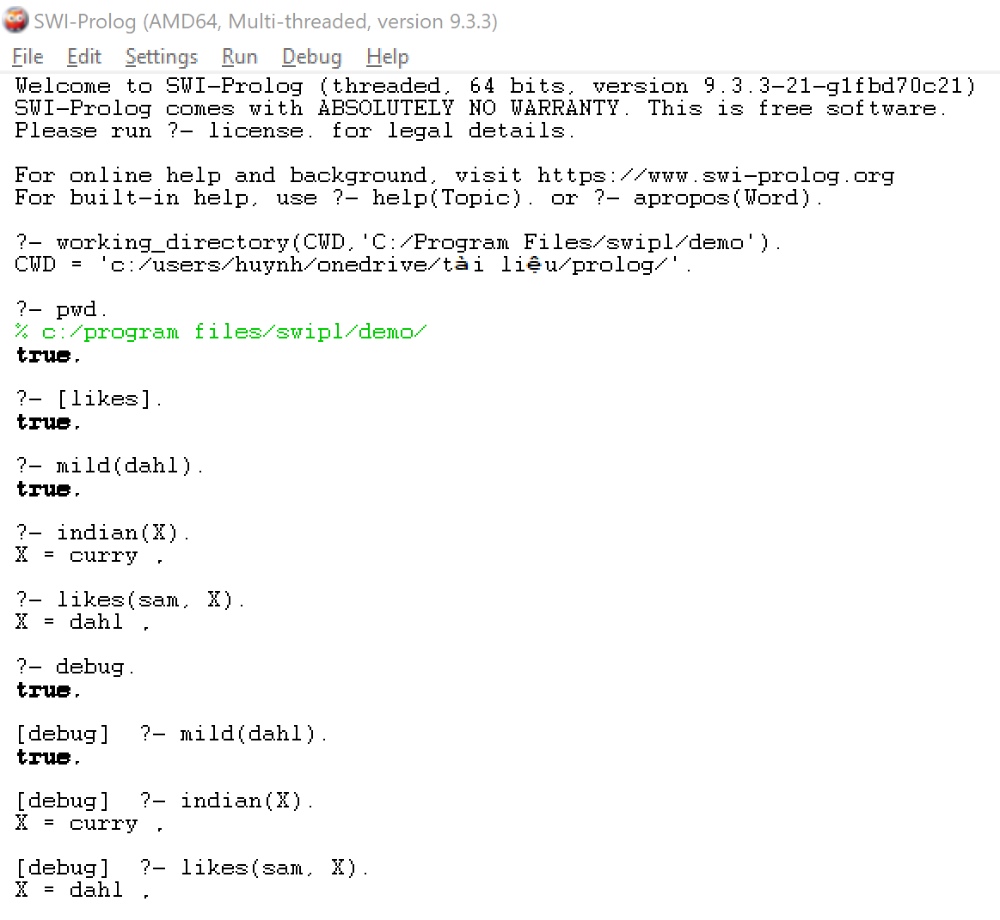 SWI-Prolog (AMD64, Multi-threaded, version 9.3.3)
File Edit Settings Run Debug Help
Welcome to SWI-Prolog (threaded, 64 bits, version 9.3.3-21-g1fbd70c21)
SWI-Prolog comes with ABSOLUTELY NO WARRANTY. This is free software.
Please run ?- license. for legal details.
For online help and background, visit https://www.swi-prolog.org
For built-in help, use ?- help(Topic). or ?- apropos(Word).
?- working_directory(CWD,'C:/Program Files/swipl/demo').
CWD = 'c:/users/huynh/onedrive/tài liệu/prolog/'.
?- pwd.
% c:/program files/swipl/demo/
true.
?- [likes].
true.
?- mild(dahl).
true.
?- indian(X).
X = curry .
?- likes(sam, X).
X = dahl .
?- debug.
true.
[debug]  ?- mild(dahl).
true.
[debug]  ?- indian(X).
X = curry .
[debug]  ?- likes(sam, X).
X = dahl .